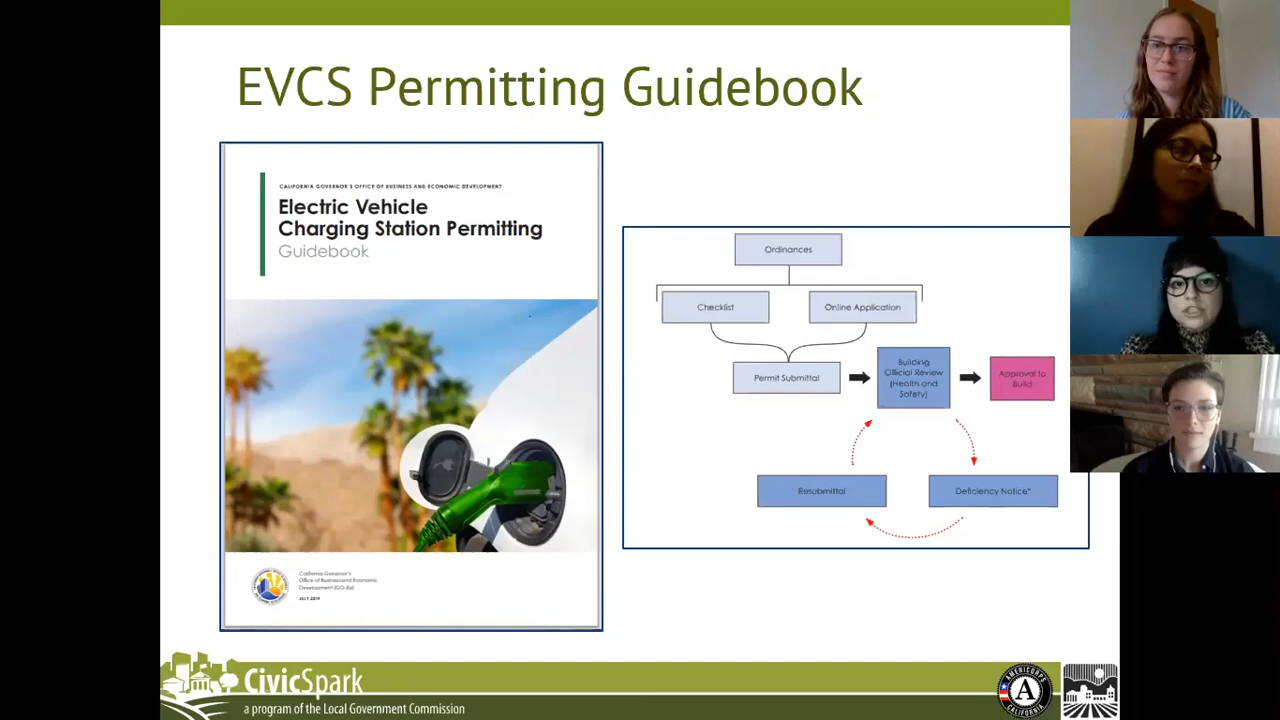 EVCS Permitting Guidebook
CALIFORNIA GOVERNOR'S OFFICE OF BUSINESS AND ECONOMIC DEVELOPMENT
Electric Vehicle
Charging Station Permitting
Guidebook
California Governor's
Office of Business and Economic
Development (GO-Biz)
JULY 2019
Ordinances
Checklist
Online Application
Permit Submittal
Building
Official Review
(Health and
Safety)
Approval to
Build
Resubmittal
Deficiency Notice*
CivicSpark
a program of the Local Government Commission
AMERICORPS
A
CALIFORNIA